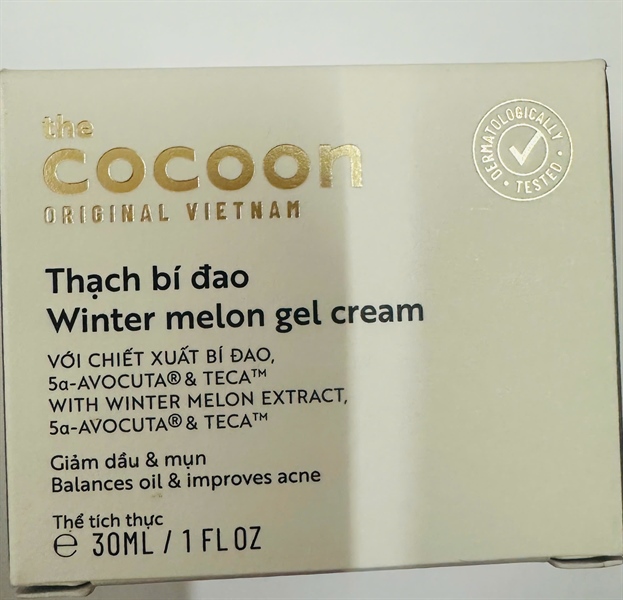 the
cocoon
ORIGINAL VIETNAM
DERMATOLOGICALLY • TESTED •
Thạch bí đao
Winter melon gel cream
VỚI CHIẾT XUẤT BÍ ĐAO,
5α-AVOCUTA® & TECA™
WITH WINTER MELON EXTRACT,
5α-AVOCUTA® & TECA™
Giảm dầu & mụn
Balances oil & improves acne
Thể tích thực
℮ 30ML / 1 FL OZ